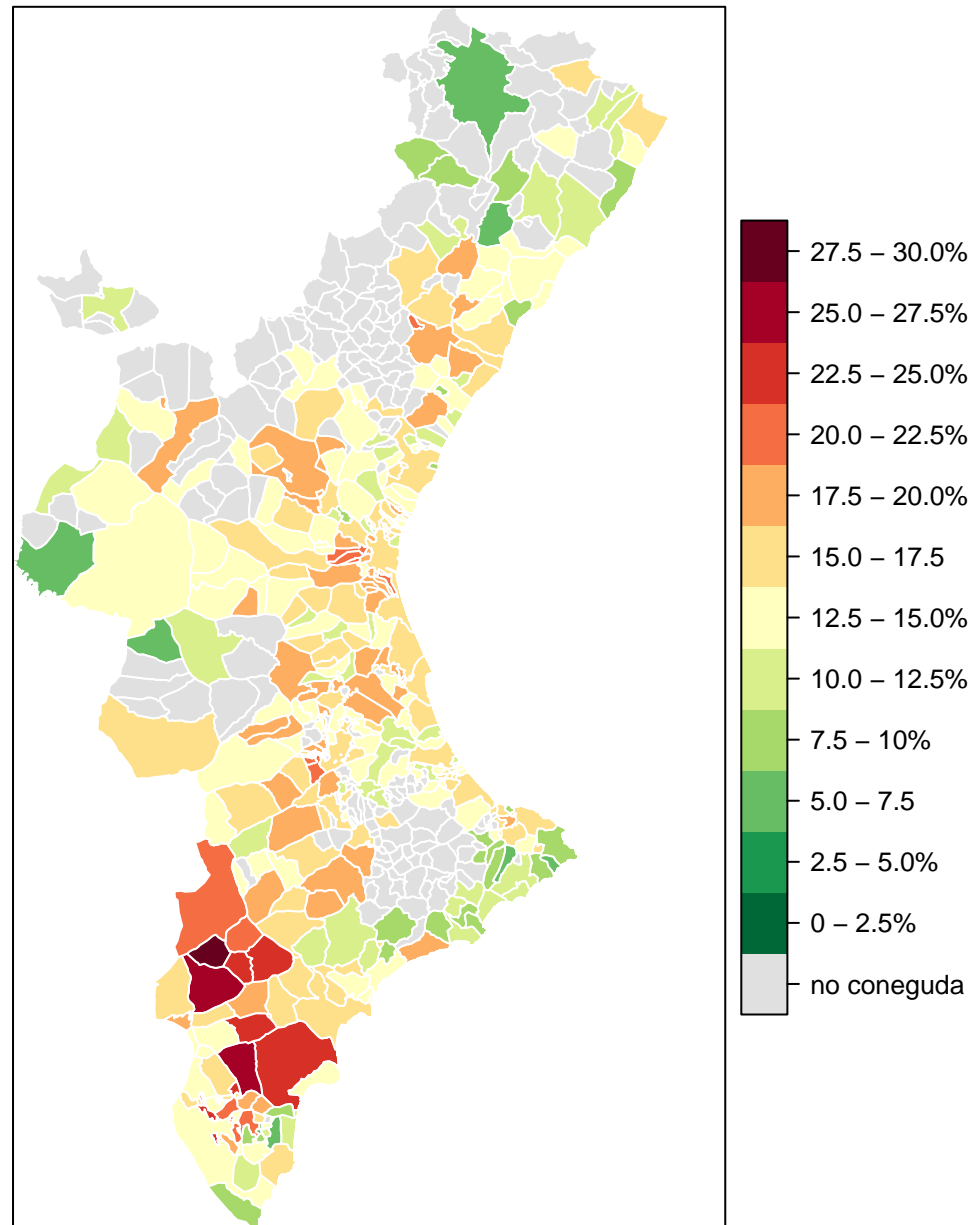 27.5 – 30.0%
25.0 – 27.5%
22.5 – 25.0%
20.0 – 22.5%
17.5 – 20.0%
15.0 – 17.5
12.5 – 15.0%
10.0 – 12.5%
7.5 – 10%
5.0 – 7.5
2.5 – 5.0%
0 – 2.5%
no coneguda